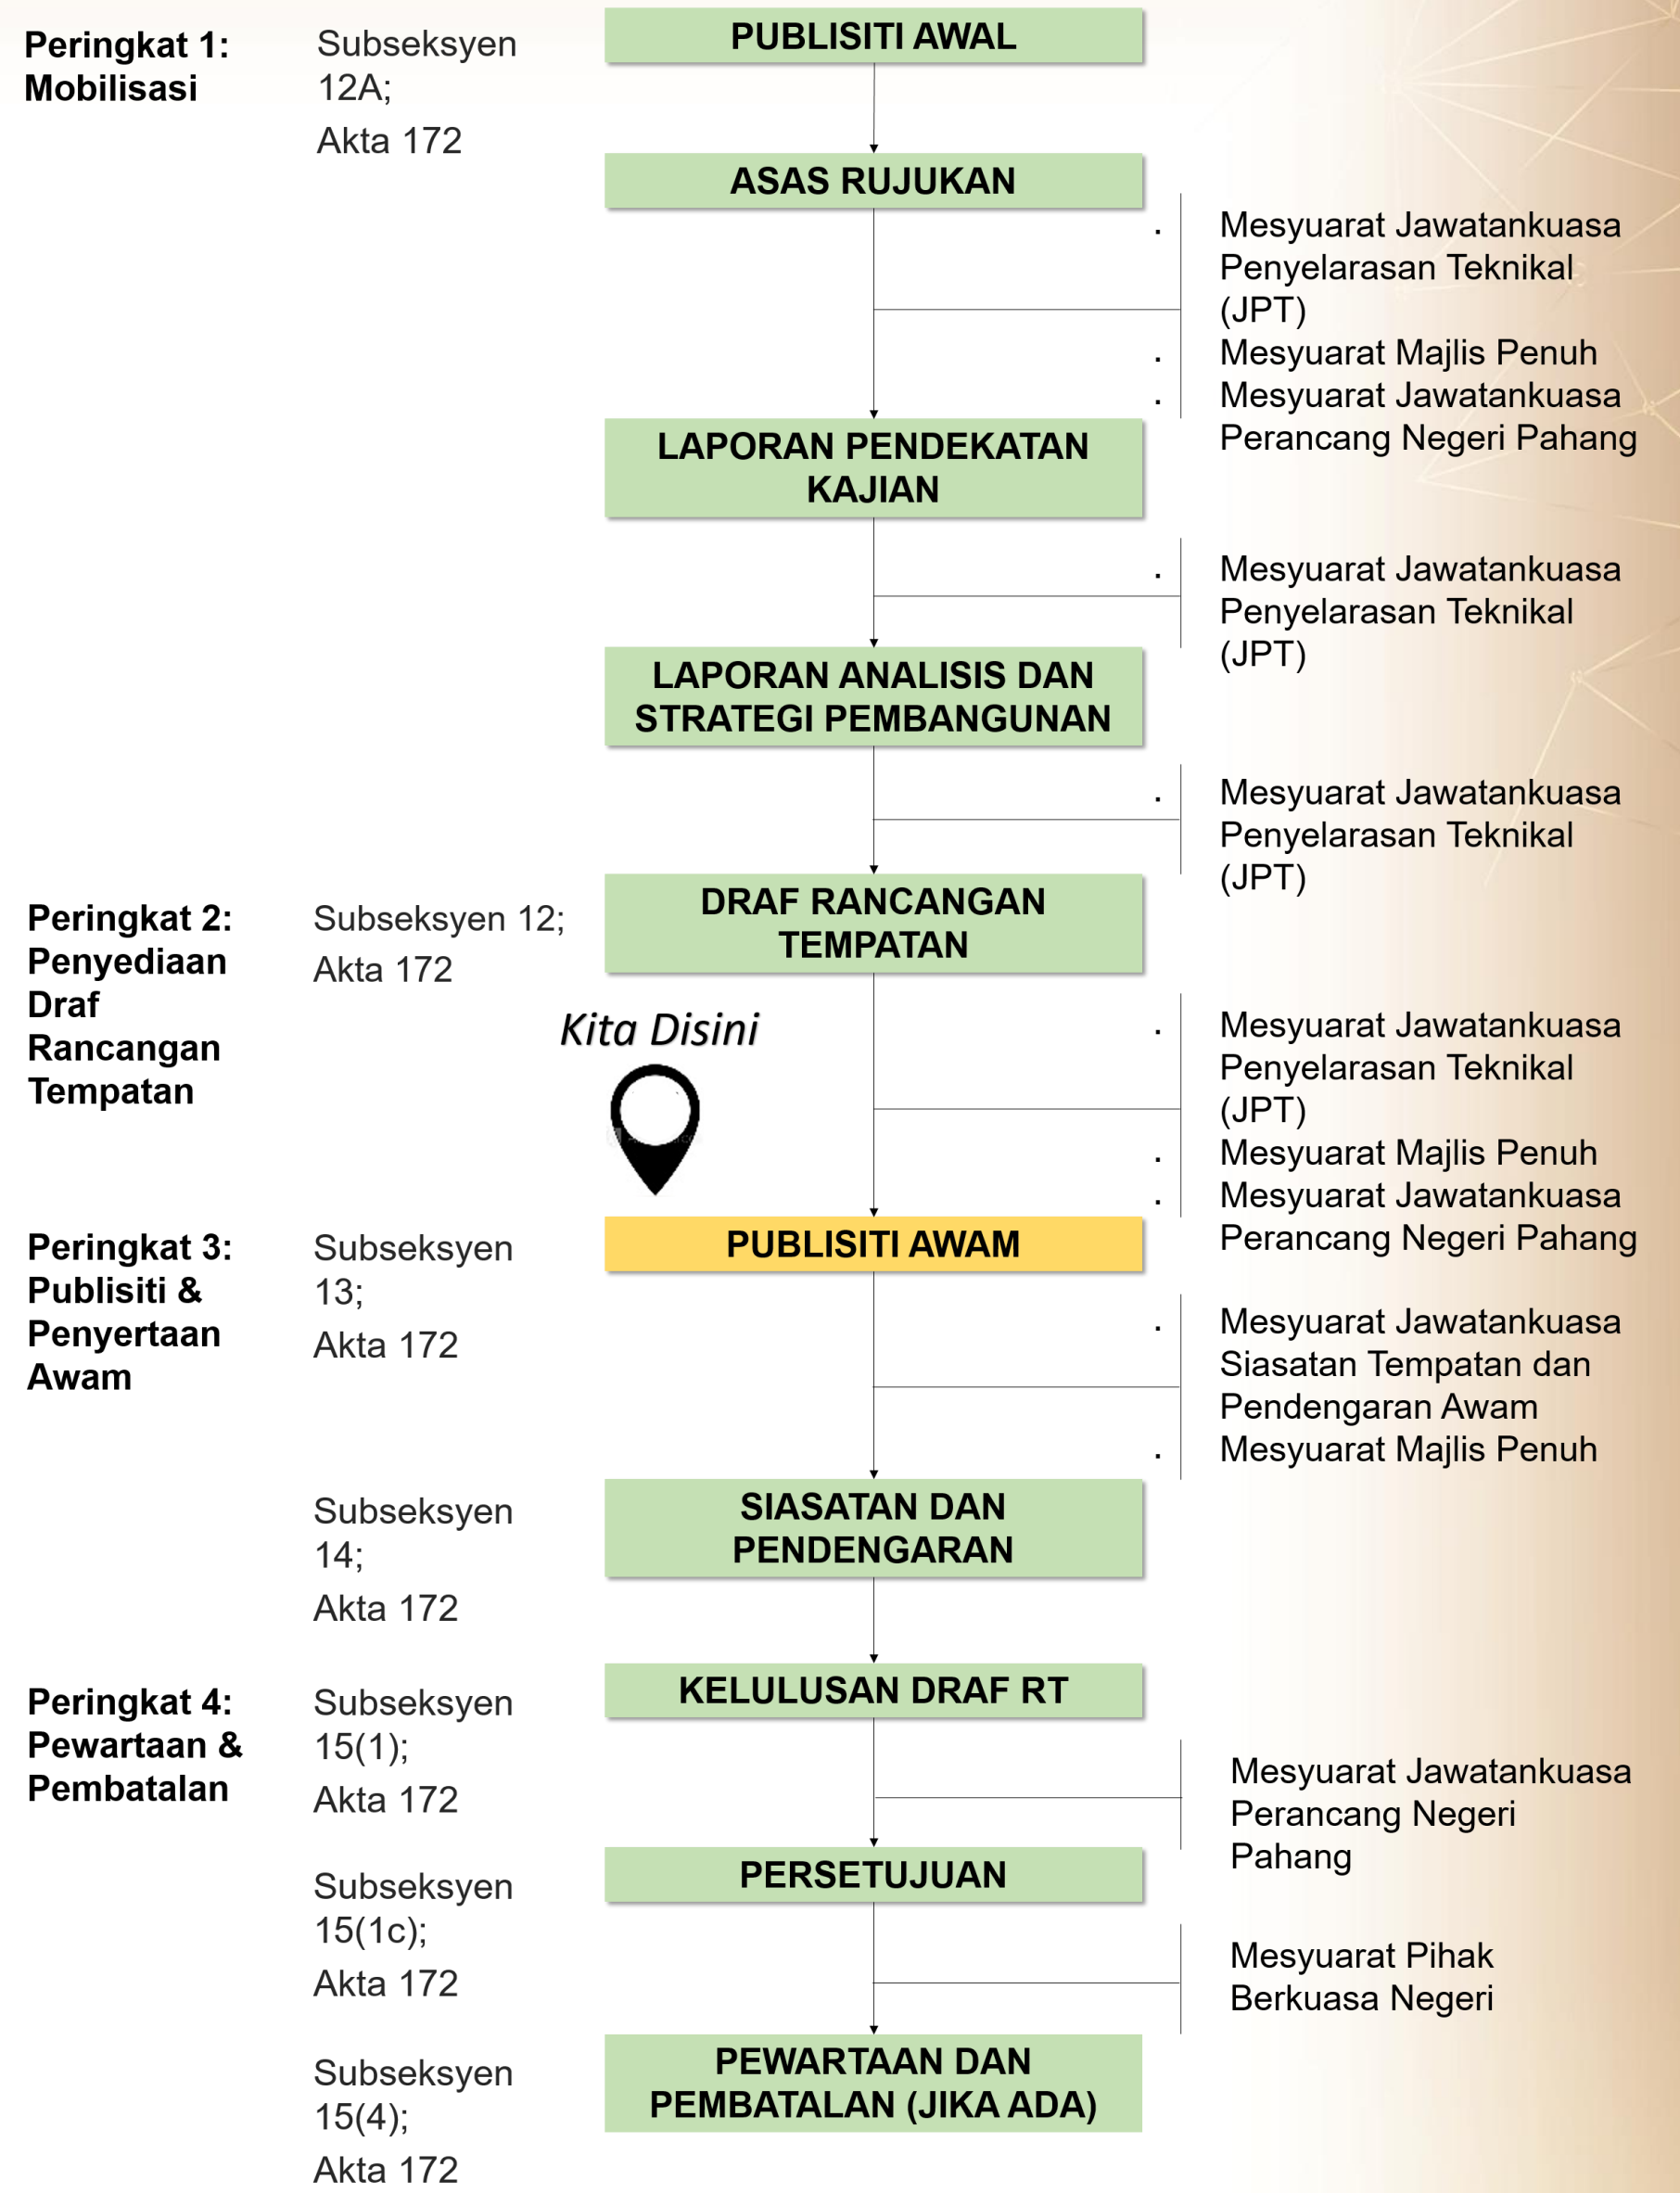 Peringkat 1:
Mobilisasi
Subseksyen
12A;
Akta 172
PUBLISITI AWAL
ASAS RUJUKAN
Mesyuarat Jawatankuasa
Penyelarasan Teknikal
(JPT)
Mesyuarat Majlis Penuh
Mesyuarat Jawatankuasa
Perancang Negeri Pahang
LAPORAN PENDEKATAN
KAJIAN
Mesyuarat Jawatankuasa
Penyelarasan Teknikal
(JPT)
LAPORAN ANALISIS DAN
STRATEGI PEMBANGUNAN
Mesyuarat Jawatankuasa
Penyelarasan Teknikal
(JPT)
Peringkat 2:
Penyediaan
Draf
Rancangan
Tempatan
Subseksyen 12;
Akta 172
DRAF RANCANGAN
TEMPATAN
Kita Disini
Mesyuarat Jawatankuasa
Penyelarasan Teknikal
(JPT)
Mesyuarat Majlis Penuh
Mesyuarat Jawatankuasa
Perancang Negeri Pahang
Peringkat 3:
Publisiti &
Penyertaan
Awam
Subseksyen
13;
Akta 172
PUBLISITI AWAM
Mesyuarat Jawatankuasa
Siasatan Tempatan dan
Pendengaran Awam
Mesyuarat Majlis Penuh
Subseksyen
14;
Akta 172
SIASATAN DAN
PENDENGARAN
Peringkat 4:
Pewartaan &
Pembatalan
Subseksyen
15(1);
Akta 172
KELULUSAN DRAF RT
Mesyuarat Jawatankuasa
Perancang Negeri
Pahang
Subseksyen
15(1c);
Akta 172
PERSETUJUAN
Mesyuarat Pihak
Berkuasa Negeri
Subseksyen
15(4);
Akta 172
PEWARTAAN DAN
PEMBATALAN (JIKA ADA)